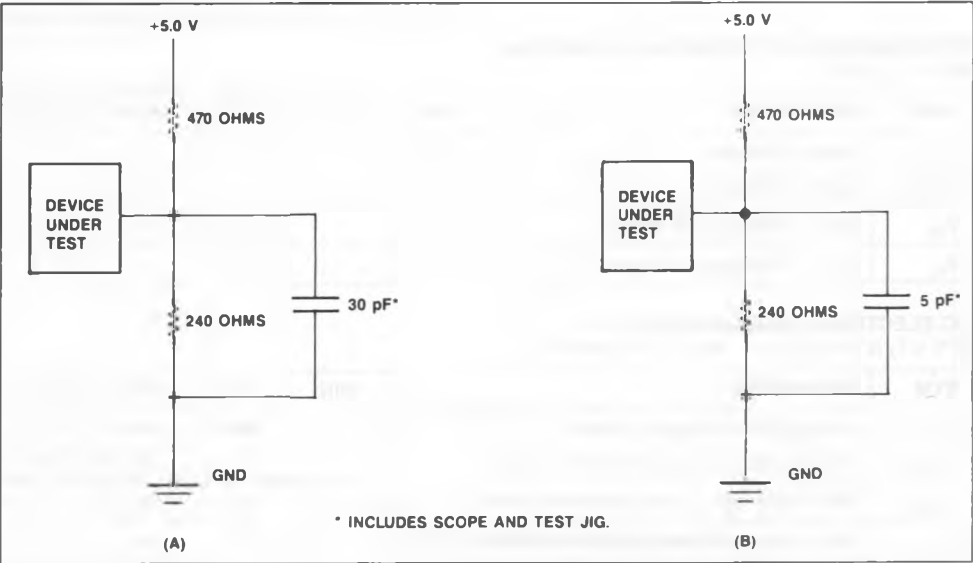 +5.0 V
470 OHMS
DEVICE
UNDER
TEST
240 OHMS
30 pF*
GND
(A)
+5.0 V
470 OHMS
DEVICE
UNDER
TEST
240 OHMS
5 pF*
GND
(B)
* INCLUDES SCOPE AND TEST JIG.